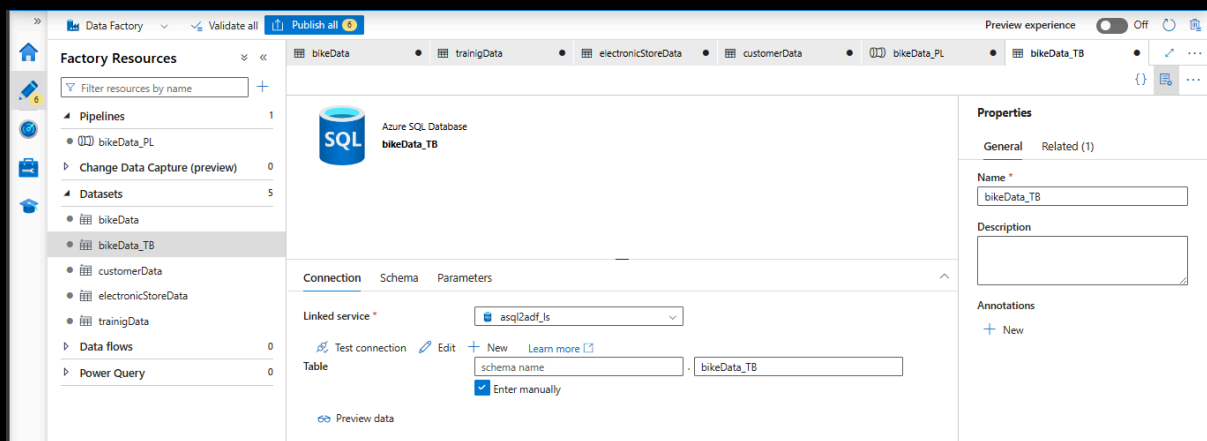 Data Factory
Validate all
Publish all 6
Preview experience
Off
Factory Resources
Filter resources by name
6
Pipelines 1
bikeData_PL
Change Data Capture (preview) 0
Datasets 5
bikeData
bikeData_TB
customerData
electronicStoreData
trainigData
Data flows 0
Power Query 0
bikeData
trainigData
electronicStoreData
customerData
bikeData_PL
bikeData_TB
SQL
Azure SQL Database
bikeData_TB
Connection Schema Parameters
Linked service *
asql2adf_ls
Test connection Edit New Learn more
Table
schema name . bikeData_TB
Enter manually
Preview data
Properties
General Related (1)
Name *
bikeData_TB
Description
Annotations
New